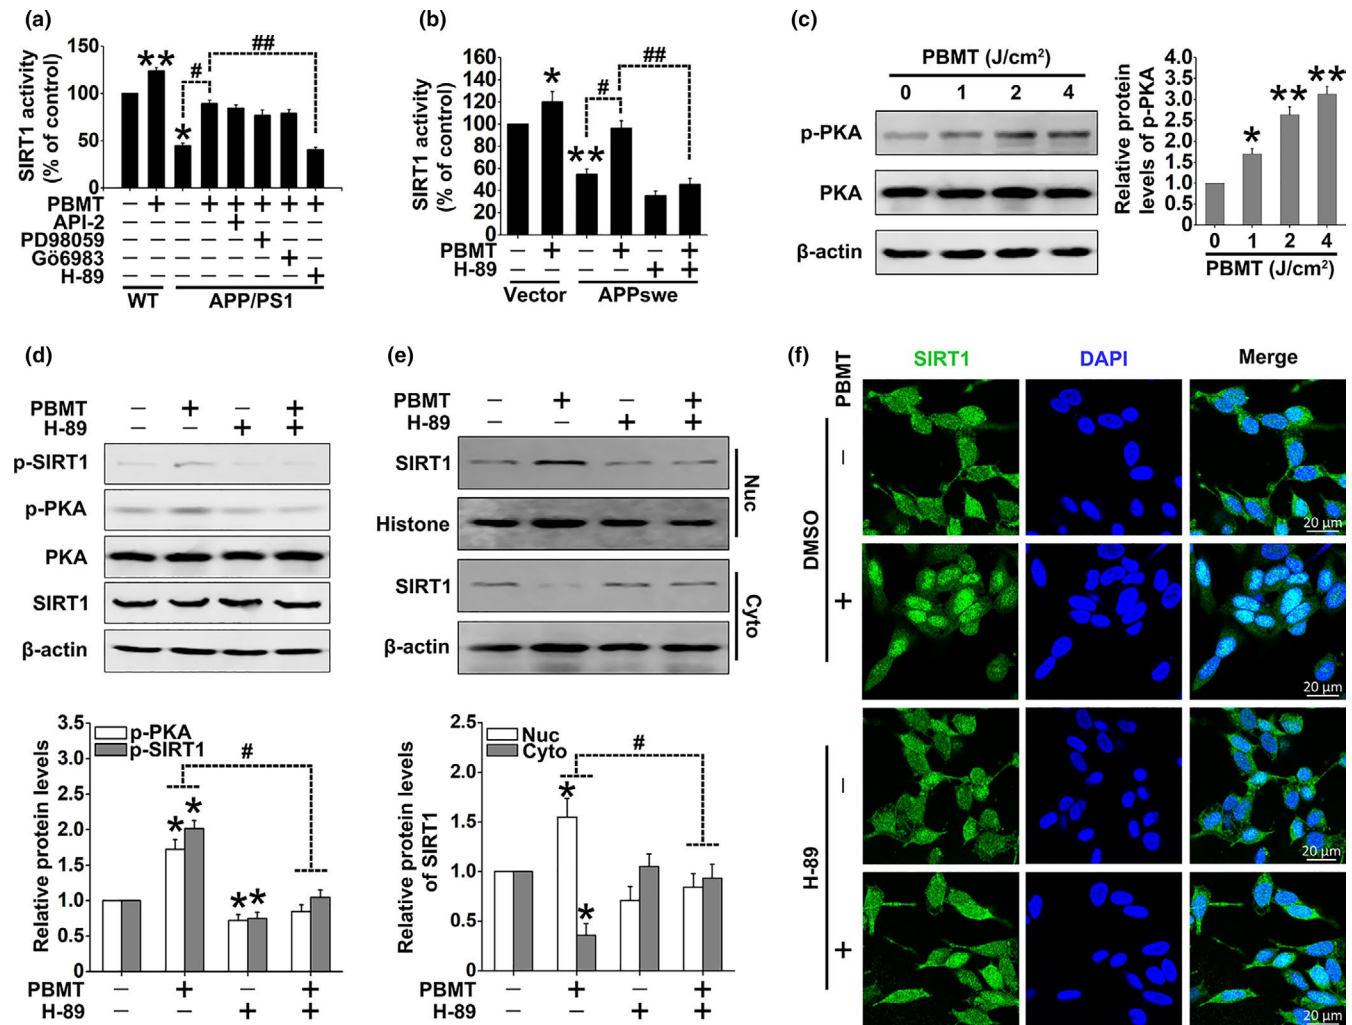 (a)
SIRT1 activity
(% of control)
150
100
50
0
**
*
#
##
PBMT – + – + + + + +
API-2 – – – – + – – –
PD98059 – – – – – + – –
Gö6983 – – – – – – + –
H-89 – – – – – – – +
WT APP/PS1
(b)
SIRT1 activity
(% of control)
160
140
120
100
80
60
40
20
0
*
**
#
##
PBMT – + – + – +
H-89 – – – – + +
Vector APPswe
(c)
PBMT (J/cm²)
0 1 2 4
p-PKA
PKA
β-actin
Relative protein
levels of p-PKA
4.0
3.5
3.0
2.5
2.0
1.5
1.0
0.5
0
*
**
**
0 1 2 4
PBMT (J/cm²)
(d)
PBMT – + – +
H-89 – – + +
p-SIRT1
p-PKA
PKA
SIRT1
β-actin
Relative protein levels
3.5
3.0
2.5
2.0
1.5
1.0
0.5
0
p-PKA
p-SIRT1
#
* *
* *
PBMT – + – +
H-89 – – + +
(e)
PBMT – + – +
H-89 – – + +
SIRT1
Histone
Nuc
SIRT1
β-actin
Cyto
Relative protein levels
of SIRT1
2.5
2.0
1.5
1.0
0.5
0
Nuc
Cyto
#
*
*
PBMT – + – +
H-89 – – + +
(f)
PBMT
SIRT1 DAPI Merge
DMSO
–
20 µm
+
20 µm
H-89
–
20 µm
+
20 µm